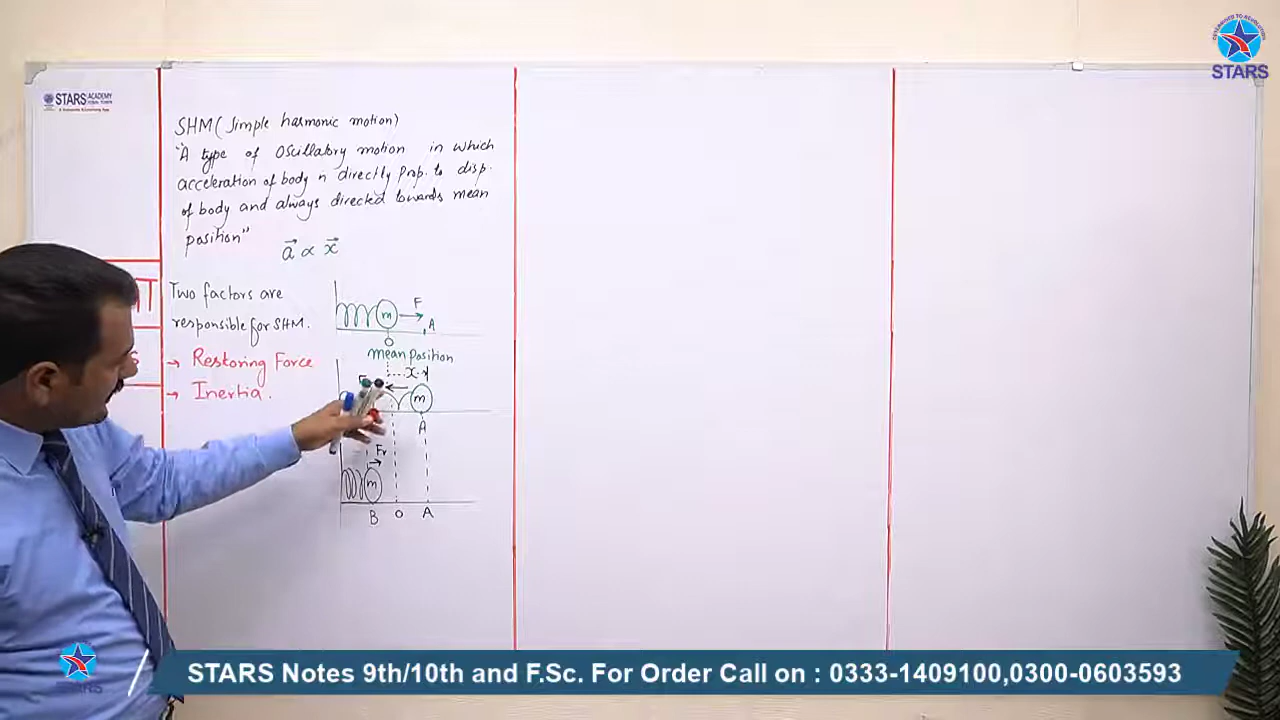 STARS
STARS ACADEMY
SHM (Simple harmonic motion)
"A type of Oscillatory motion in which
acceleration of body n directly prop. to disp.
of body and always directed towards mean
position"
a⃗ ∝ x⃗
Two factors are
responsible for SHM.
→ Restoring Force
→ Inertia.
F
m
O
A
mean position
x
m
A
Fr
m
B O A
STARS Notes 9th/10th and F.Sc. For Order Call on : 0333-1409100,0300-0603593